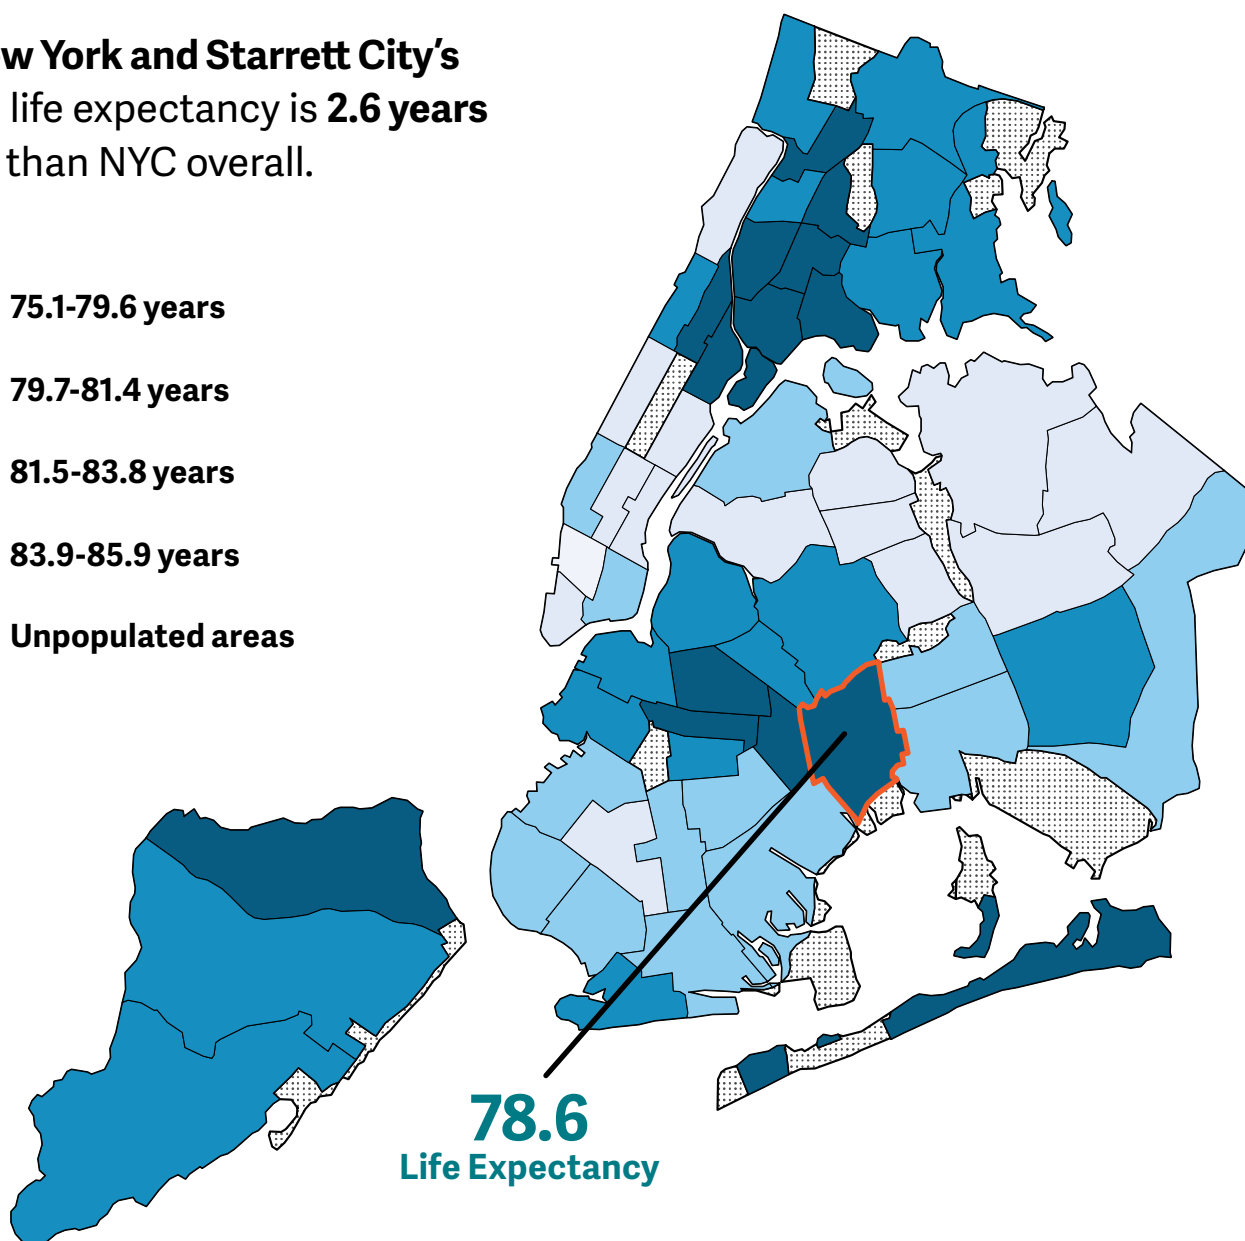 w York and Starrett City’s
life expectancy is 2.6 years
than NYC overall.
75.1-79.6 years
79.7-81.4 years
81.5-83.8 years
83.9-85.9 years
Unpopulated areas
78.6
Life Expectancy